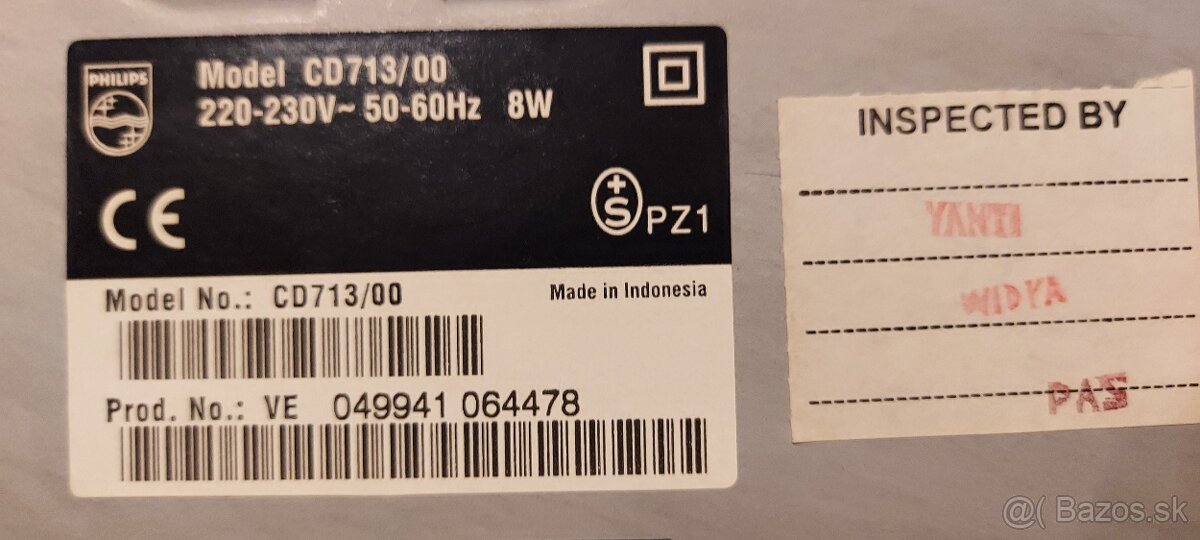 PHILIPS
Model CD713/00
220-230V~ 50-60Hz 8W
CE
+S PZ1
Model No.: CD713/00
Made in Indonesia
Prod. No.: VE 049941 064478
INSPECTED BY
YANTI
WIDYA
PAS
@( Bazos.sk